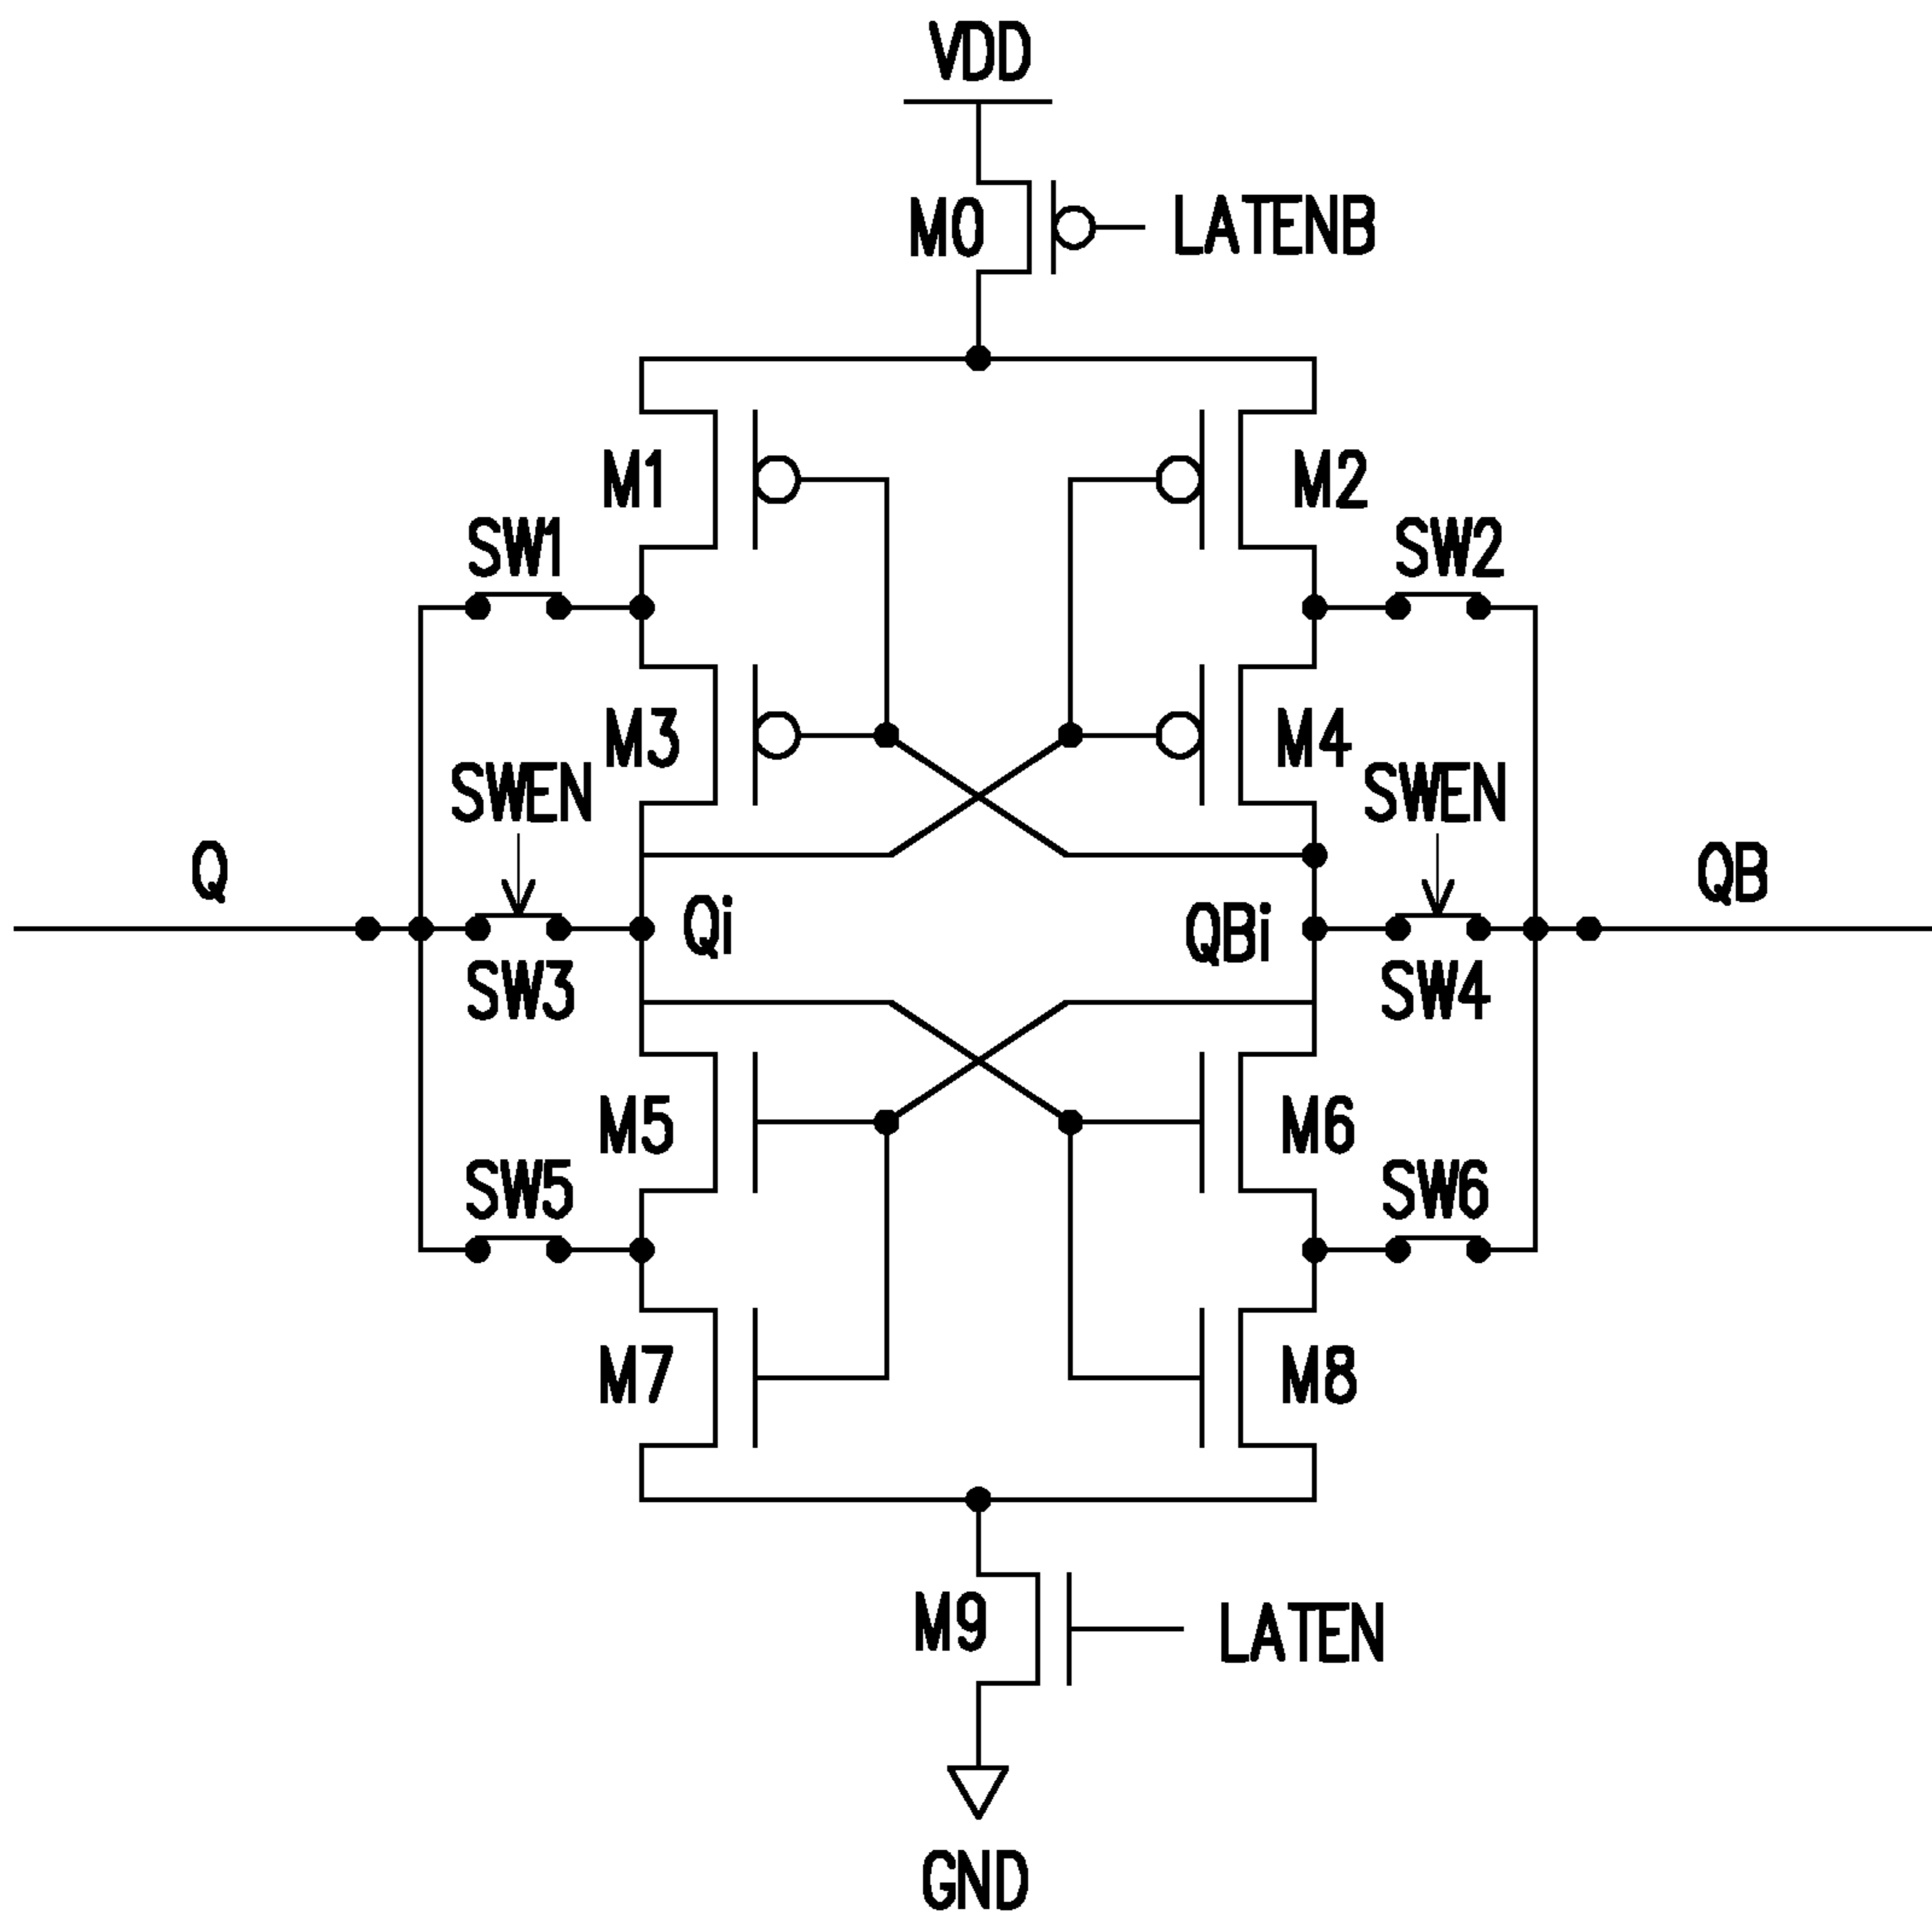 VDD
M0 LATENB
M1 M2
SW1 SW2
M3 M4
SWEN SWEN
Q QB
Qi QBi
SW3 SW4
M5 M6
SW5 SW6
M7 M8
M9 LATEN
GND